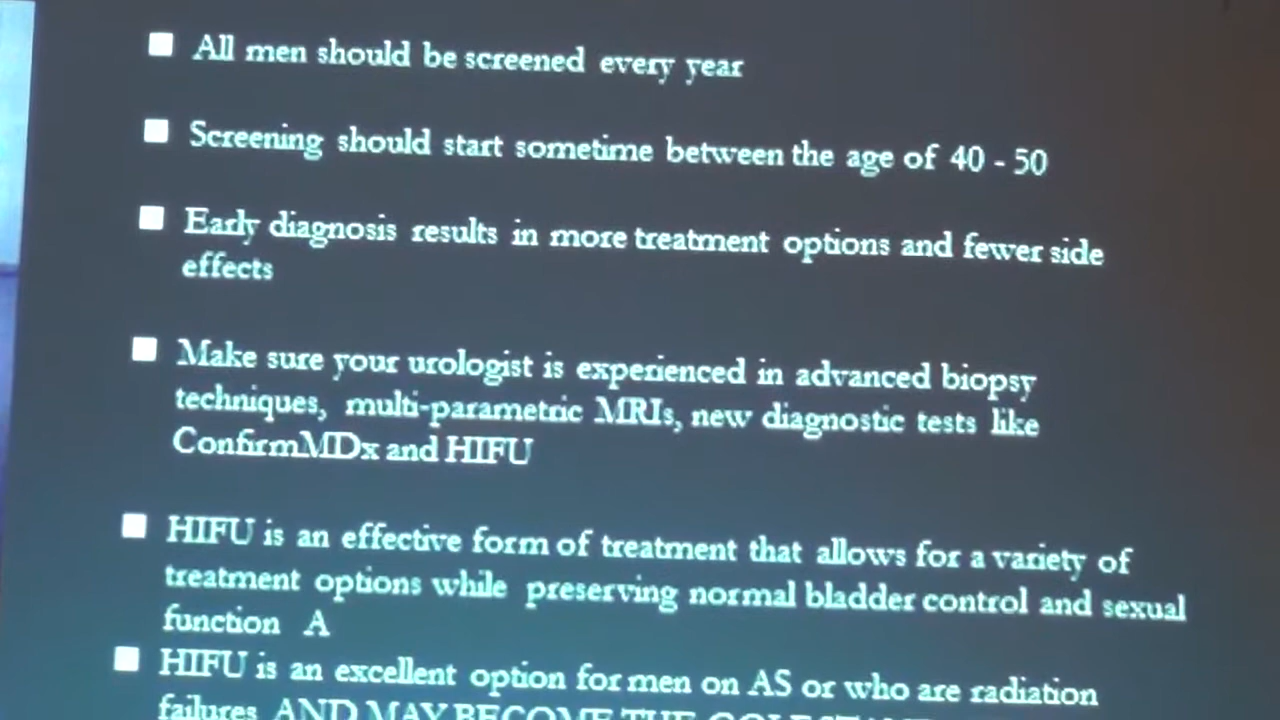 All men should be screened every year
Screening should start sometime between the age of 40 - 50
Early diagnosis results in more treatment options and fewer side
effects
Make sure your urologist is experienced in advanced biopsy
techniques, multi-parametric MRIs, new diagnostic tests like
ConfirmMDx and HIFU
HIFU is an effective form of treatment that allows for a variety of
treatment options while preserving normal bladder control and sexual
function A
HIFU is an excellent option for men on AS or who are radiation
failures AND MAY BECOME THE